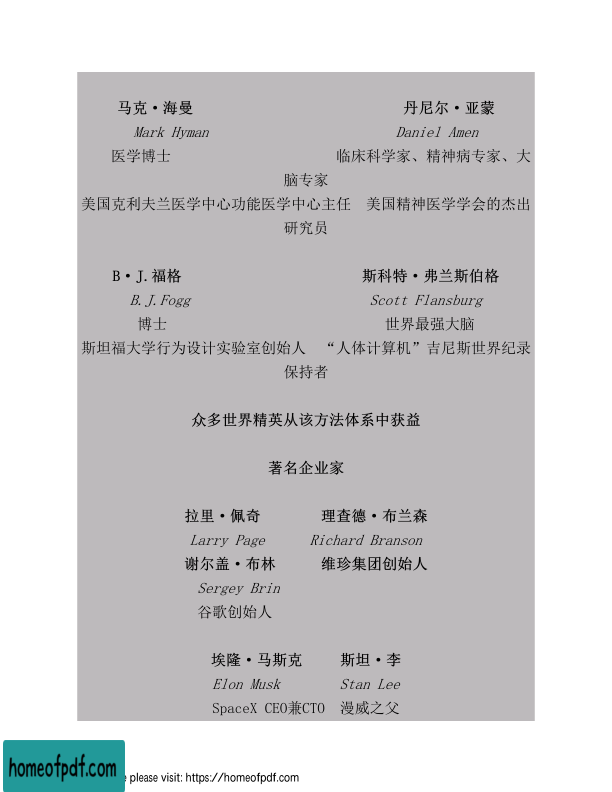 马克·海曼 丹尼尔·亚蒙
Mark Hyman Daniel Amen
医学博士 临床科学家、精神病专家、大
脑专家
美国克利夫兰医学中心功能医学中心主任 美国精神医学学会的杰出
研究员
B·J.福格 斯科特·弗兰斯伯格
B.J.Fogg Scott Flansburg
博士 世界最强大脑
斯坦福大学行为设计实验室创始人 “人体计算机”吉尼斯世界纪录
保持者
众多世界精英从该方法体系中获益
著名企业家
拉里·佩奇 理查德·布兰森
Larry Page Richard Branson
谢尔盖·布林 维珍集团创始人
Sergey Brin
谷歌创始人
埃隆·马斯克 斯坦·李
Elon Musk Stan Lee
SpaceX CEO兼CTO 漫威之父
homeofpdf.com
e please visit: https://homeofpdf.com